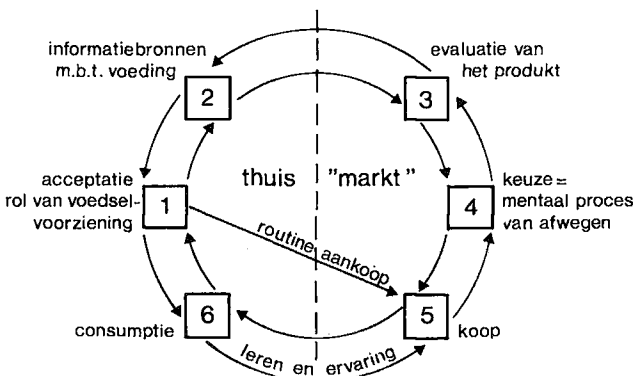 informatiebronnen
m.b.t. voeding
2
evaluatie van
het produkt
3
acceptatie
rol van voedsel-
voorziening
1
thuis
"markt"
4
keuze=
mentaal proces
van afwegen
routine aankoop
consumptie
6
5
koop
leren en ervaring